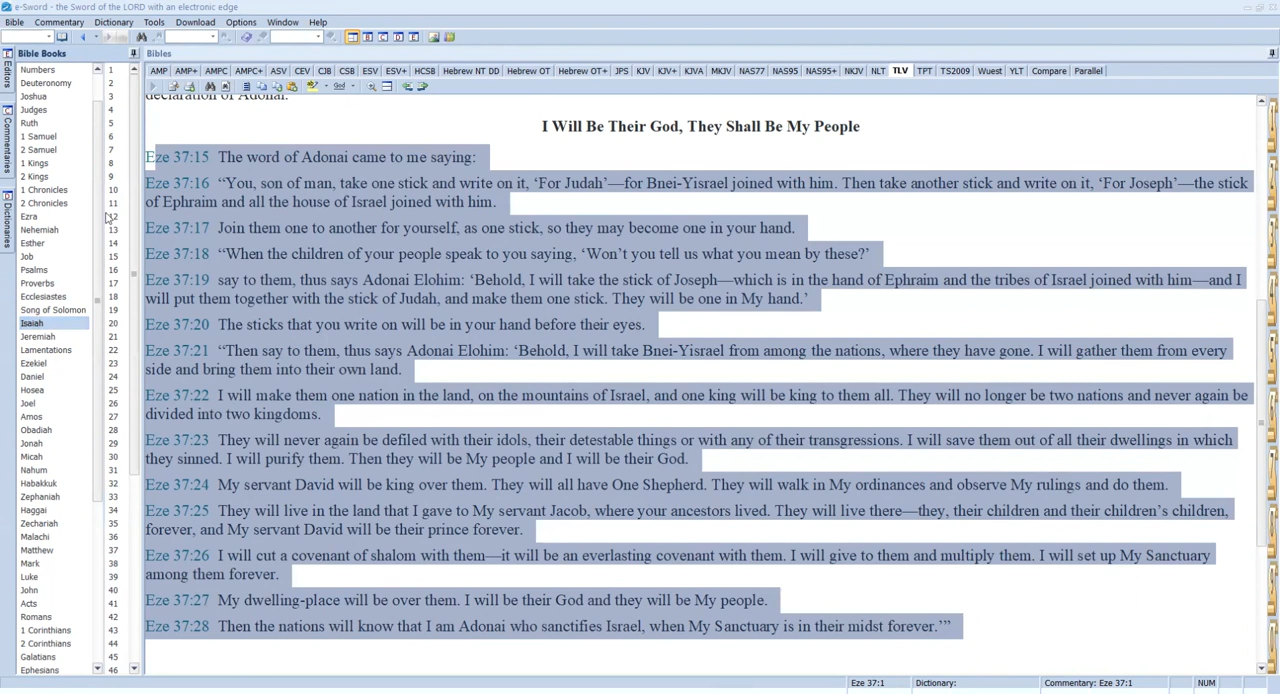 e-Sword - the Sword of the LORD with an electronic edge
Bible Commentary Dictionary Tools Download Options Window Help
B C D E
Bible Books
Bibles
Editors
Commentaries
Dictionaries
Numbers
Deuteronomy
Joshua
Judges
Ruth
1 Samuel
2 Samuel
1 Kings
2 Kings
1 Chronicles
2 Chronicles
Ezra
Nehemiah
Esther
Job
Psalms
Proverbs
Ecclesiastes
Song of Solomon
Isaiah
Jeremiah
Lamentations
Ezekiel
Daniel
Hosea
Joel
Amos
Obadiah
Jonah
Micah
Nahum
Habakkuk
Zephaniah
Haggai
Zechariah
Malachi
Matthew
Mark
Luke
John
Acts
Romans
1 Corinthians
2 Corinthians
Galatians
Ephesians
1
2
3
4
5
6
7
8
9
10
11
12
13
14
15
16
17
18
19
20
21
22
23
24
25
26
27
28
29
30
31
32
33
34
35
36
37
38
39
40
41
42
43
44
45
46
AMP AMP+ AMPC AMPC+ ASV CEV CJB CSB ESV ESV+ HCSB Hebrew NT DD Hebrew OT Hebrew OT+ JPS KJV KJV+ KJVA MKJV NAS77 NAS95 NAS95+ NKJV NLT TLV TPT TS2009 Wuest YLT Compare Parallel
God
declaration of Adonai.
I Will Be Their God, They Shall Be My People
Eze 37:15 The word of Adonai came to me saying:
Eze 37:16 “You, son of man, take one stick and write on it, ‘For Judah’—for Bnei-Yisrael joined with him. Then take another stick and write on it, ‘For Joseph’—the stick
of Ephraim and all the house of Israel joined with him.
Eze 37:17 Join them one to another for yourself, as one stick, so they may become one in your hand.
Eze 37:18 “When the children of your people speak to you saying, ‘Won’t you tell us what you mean by these?’
Eze 37:19 say to them, thus says Adonai Elohim: ‘Behold, I will take the stick of Joseph—which is in the hand of Ephraim and the tribes of Israel joined with him—and I
will put them together with the stick of Judah, and make them one stick. They will be one in My hand.’
Eze 37:20 The sticks that you write on will be in your hand before their eyes.
Eze 37:21 “Then say to them, thus says Adonai Elohim: ‘Behold, I will take Bnei-Yisrael from among the nations, where they have gone. I will gather them from every
side and bring them into their own land.
Eze 37:22 I will make them one nation in the land, on the mountains of Israel, and one king will be king to them all. They will no longer be two nations and never again be
divided into two kingdoms.
Eze 37:23 They will never again be defiled with their idols, their detestable things or with any of their transgressions. I will save them out of all their dwellings in which
they sinned. I will purify them. Then they will be My people and I will be their God.
Eze 37:24 My servant David will be king over them. They will all have One Shepherd. They will walk in My ordinances and observe My rulings and do them.
Eze 37:25 They will live in the land that I gave to My servant Jacob, where your ancestors lived. They will live there—they, their children and their children’s children,
forever, and My servant David will be their prince forever.
Eze 37:26 I will cut a covenant of shalom with them—it will be an everlasting covenant with them. I will give to them and multiply them. I will set up My Sanctuary
among them forever.
Eze 37:27 My dwelling-place will be over them. I will be their God and they will be My people.
Eze 37:28 Then the nations will know that I am Adonai who sanctifies Israel, when My Sanctuary is in their midst forever.’”
Eze 37:1 Dictionary: Commentary: Eze 37:1 NUM